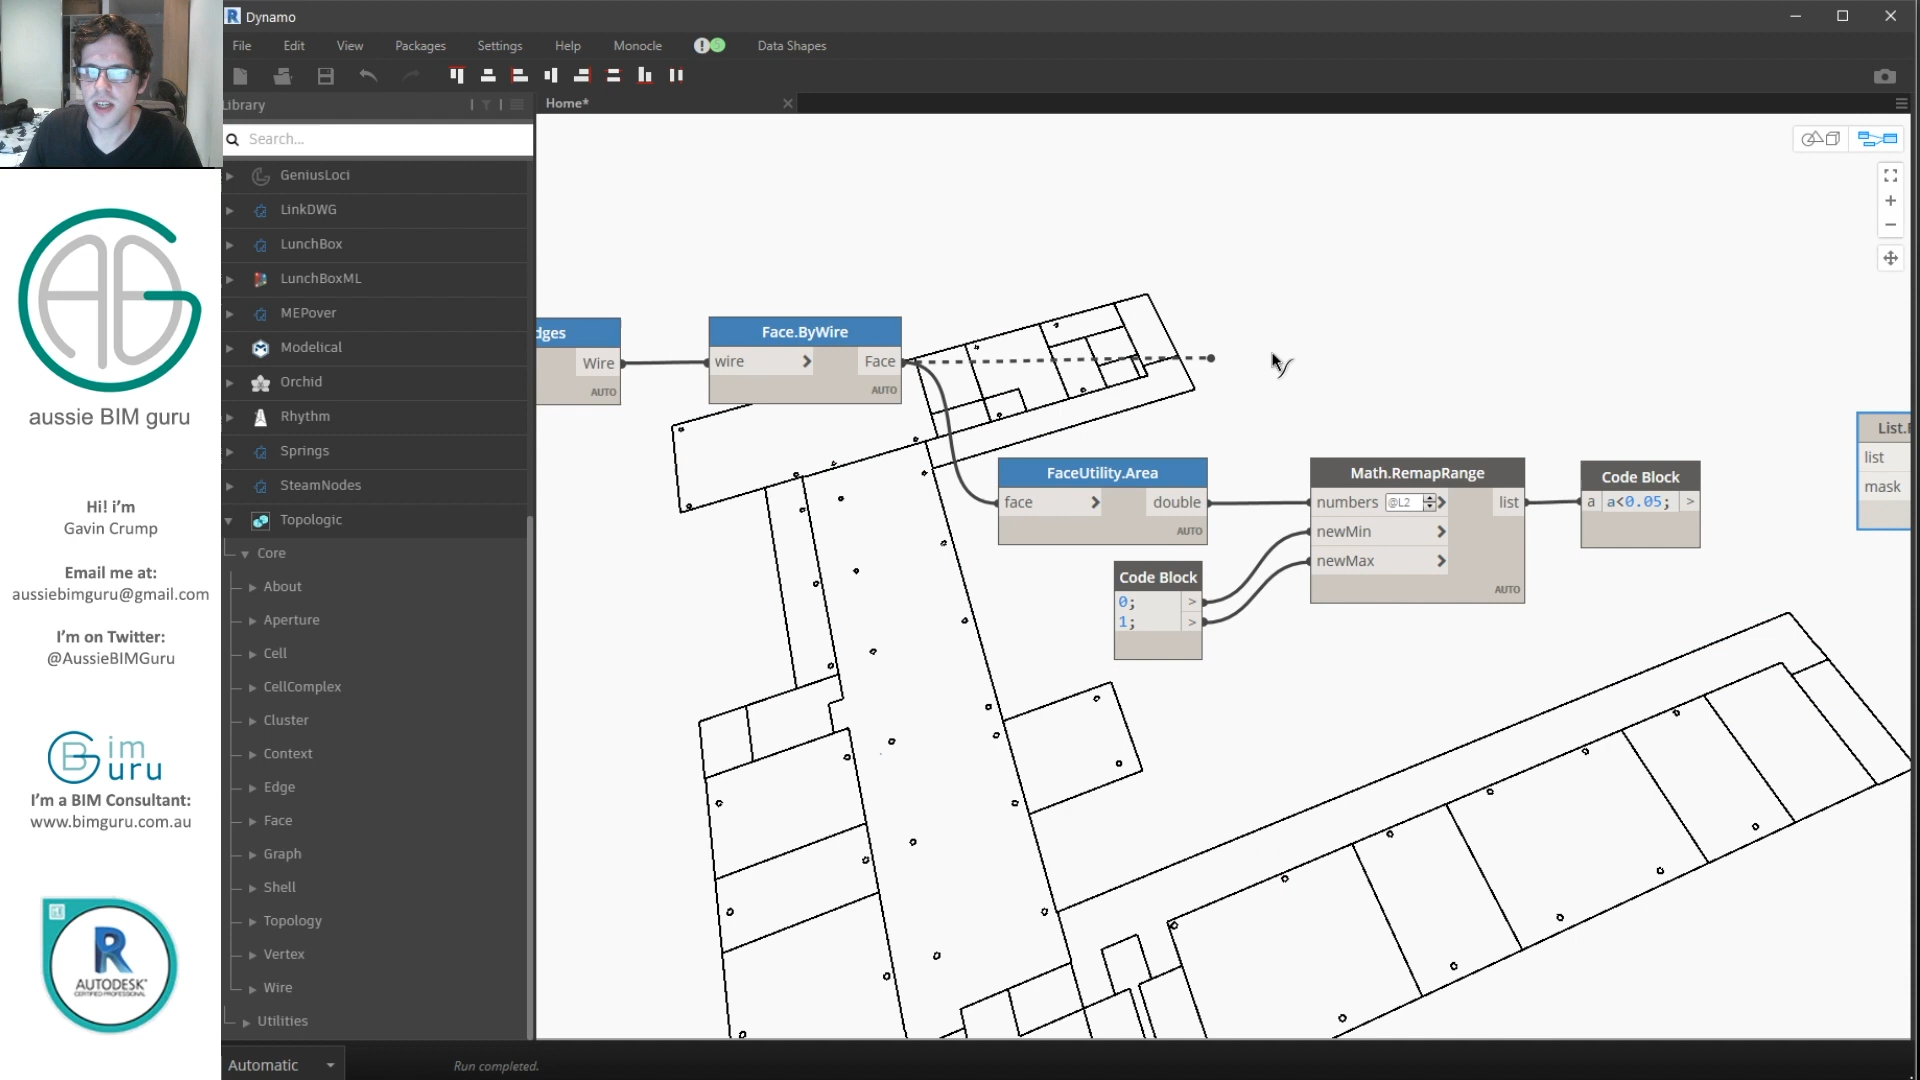 Dynamo
File Edit View Packages Settings Help Monocle Data Shapes
Library
Home*
Search...
GeniusLoci
LinkDWG
LunchBox
LunchBoxML
MEPover
Modelical
Orchid
Rhythm
Springs
SteamNodes
Topologic
Core
About
Aperture
Cell
CellComplex
Cluster
Context
Edge
Face
Graph
Shell
Topology
Vertex
Wire
Utilities
Automatic
Run completed.
aussie BIM guru
Hi! i'm
Gavin Crump
Email me at:
aussiebimguru@gmail.com
I'm on Twitter:
@AussieBIMGuru
Bim
Guru
I'm a BIM Consultant:
www.bimguru.com.au
R
AUTODESK
CERTIFIED PROFESSIONAL
dges
Wire
AUTO
Face.ByWire
wire > Face
AUTO
FaceUtility.Area
face > double
AUTO
Code Block
0; >
1; >
Math.RemapRange
numbers @L2 > list
newMin >
newMax >
AUTO
Code Block
a a<0.05; >
List.
list
mask